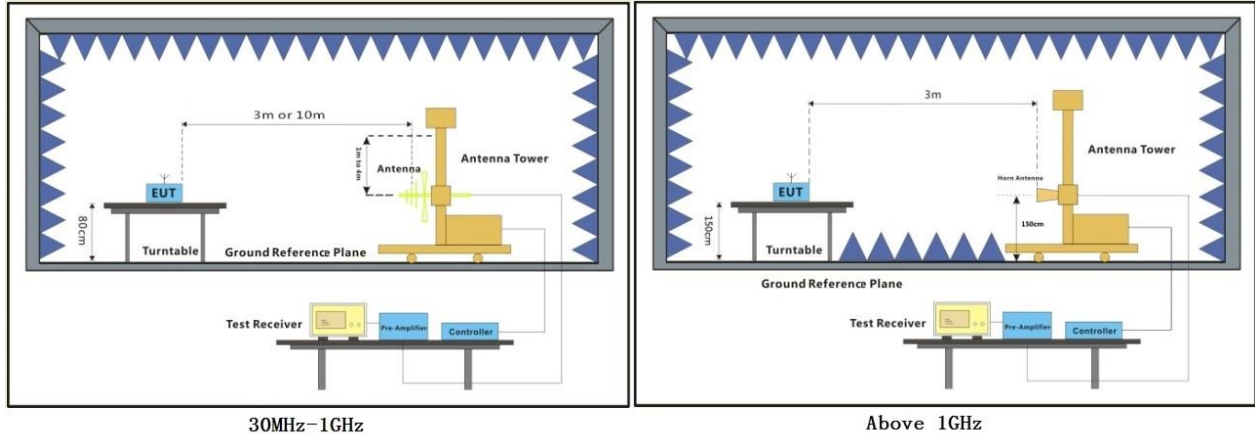 3m or 10m
1m to 4m
Antenna
Antenna Tower
EUT
80cm
Turntable
Ground Reference Plane
Test Receiver
Pre-Amplifier
Controller
30MHz-1GHz
3m
Antenna Tower
Horn Antenna
EUT
150cm
150cm
Turntable
Ground Reference Plane
Test Receiver
Pre-Amplifier
Controller
Above 1GHz